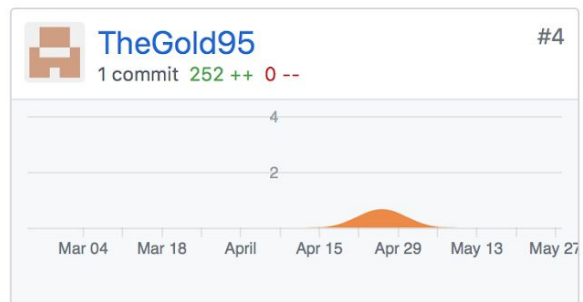 TheGold95 #4
1 commit 252 ++ 0 --
4
2
Mar 04 Mar 18 April Apr 15 Apr 29 May 13 May 27